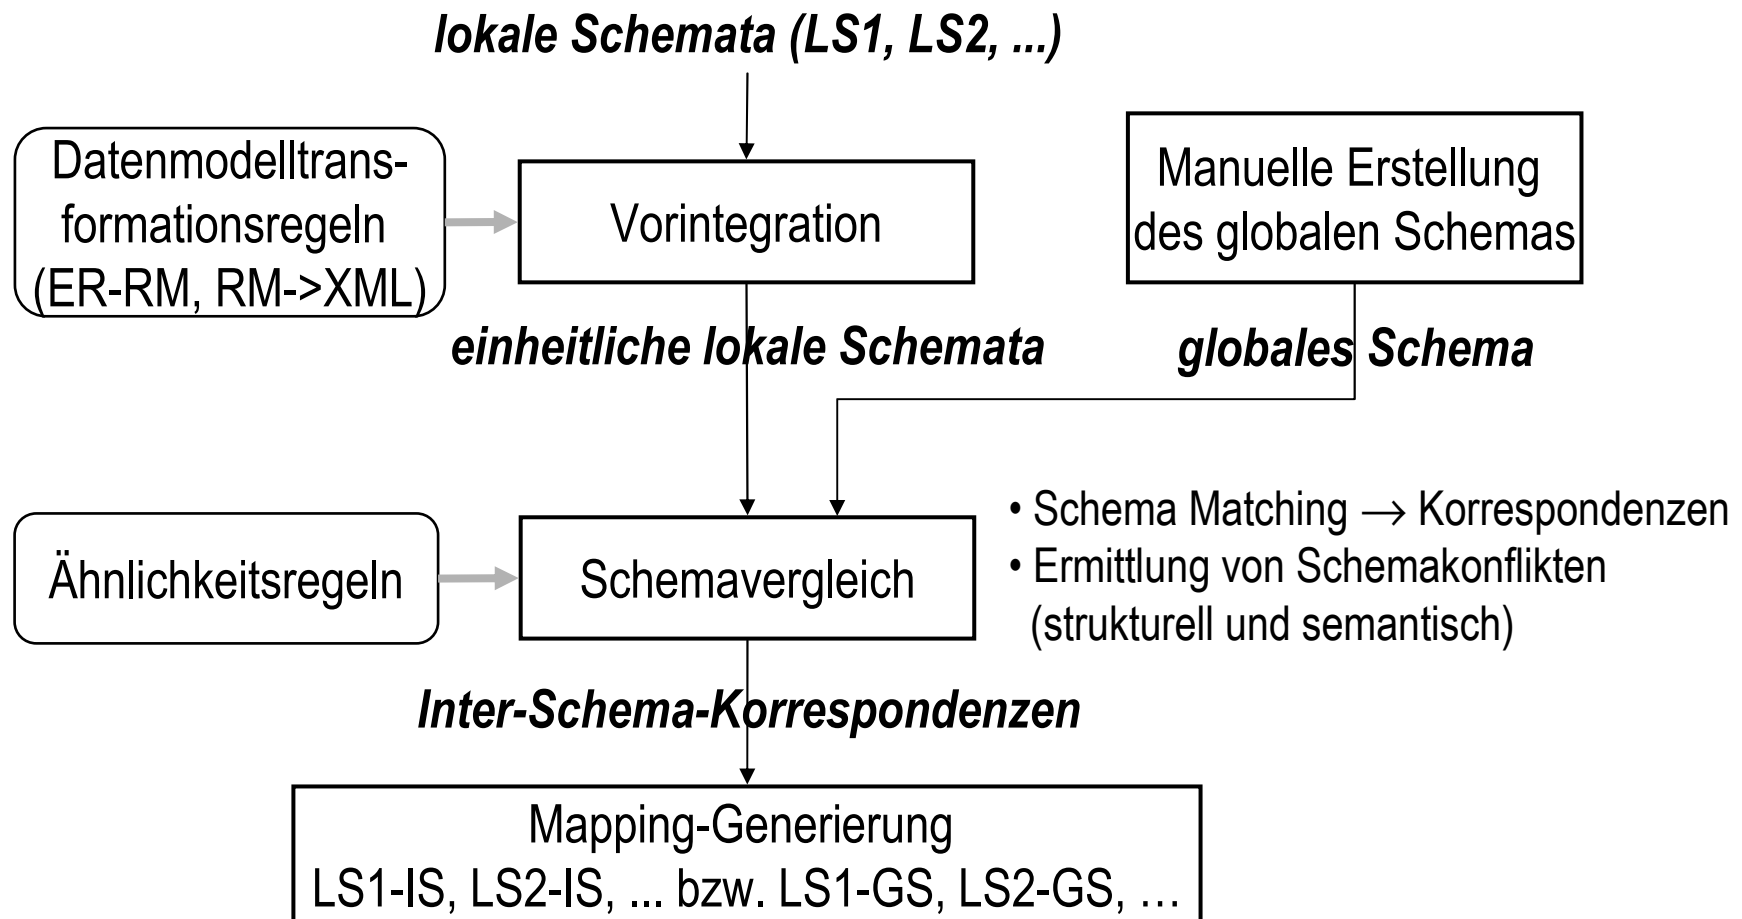 lokale Schemata (LS1, LS2, ...)
Datenmodelltrans-
formationsregeln
(ER-RM, RM->XML)
Vorintegration
Manuelle Erstellung
des globalen Schemas
einheitliche lokale Schemata
globales Schema
Ähnlichkeitsregeln
Schemavergleich
• Schema Matching → Korrespondenzen
• Ermittlung von Schemakonflikten
(strukturell und semantisch)
Inter-Schema-Korrespondenzen
Mapping-Generierung
LS1-IS, LS2-IS, ... bzw. LS1-GS, LS2-GS, …